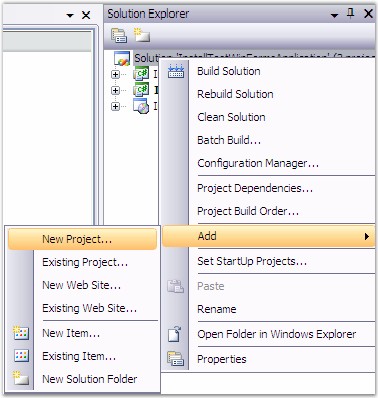 Solution Explorer
Solution 'InstallTestWinFormsApplication' (3 proje
I
I
I
Build Solution
Rebuild Solution
Clean Solution
Batch Build...
Configuration Manager...
Project Dependencies...
Project Build Order...
Add
Set StartUp Projects...
Paste
Rename
Open Folder in Windows Explorer
Properties
New Project...
Existing Project...
New Web Site...
Existing Web Site...
New Item...
Existing Item...
New Solution Folder